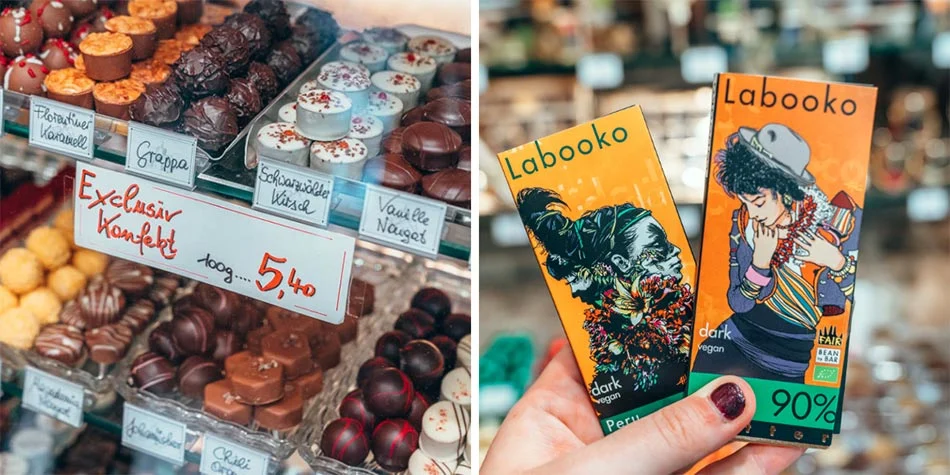 Florentiner
Karamell
Grappa
Schwarzwälder
Kirsch
Vanille
Nougat
Exclusiv
Konfekt
100g.... 5,40
Nougat
Chili
Labooko
dark
vegan
Peru
Labooko
dark
vegan
FAIR
BEAN
TO BAR
90%